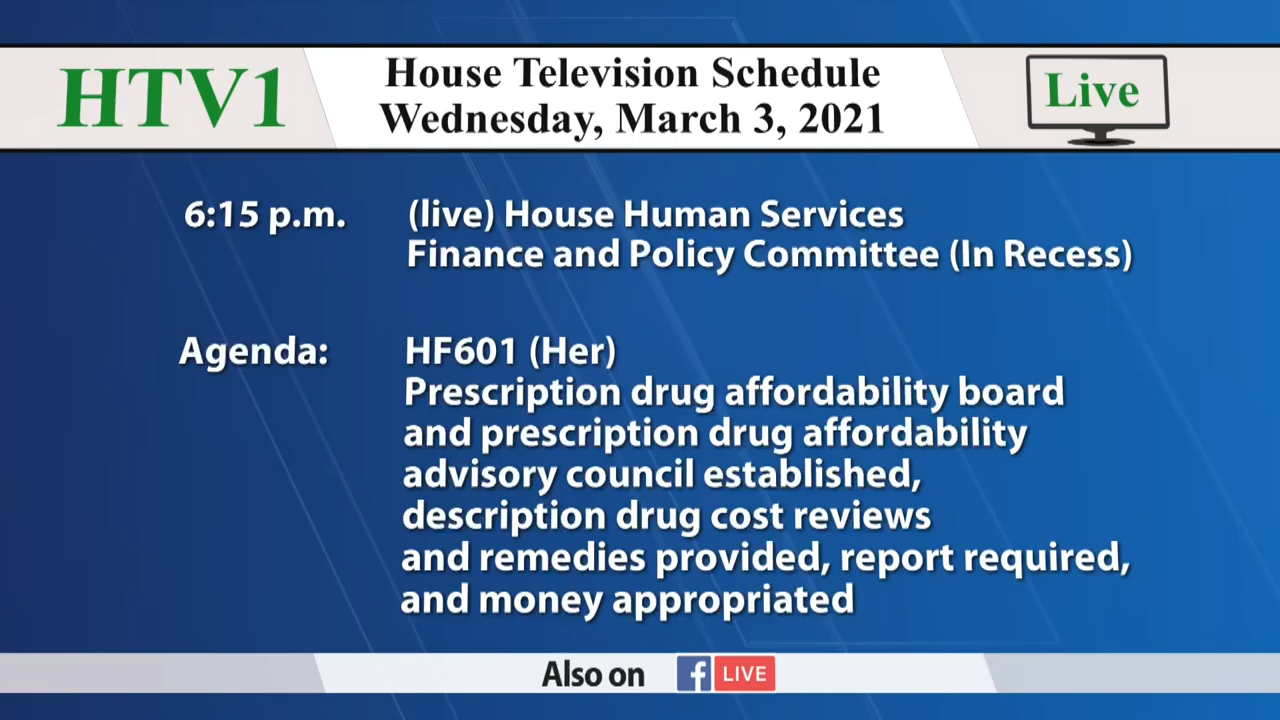 HTV1
House Television Schedule
Wednesday, March 3, 2021
Live
6:15 p.m.
(live) House Human Services
Finance and Policy Committee (In Recess)
Agenda:
HF601 (Her)
Prescription drug affordability board
and prescription drug affordability
advisory council established,
description drug cost reviews
and remedies provided, report required,
and money appropriated
Also on
f LIVE